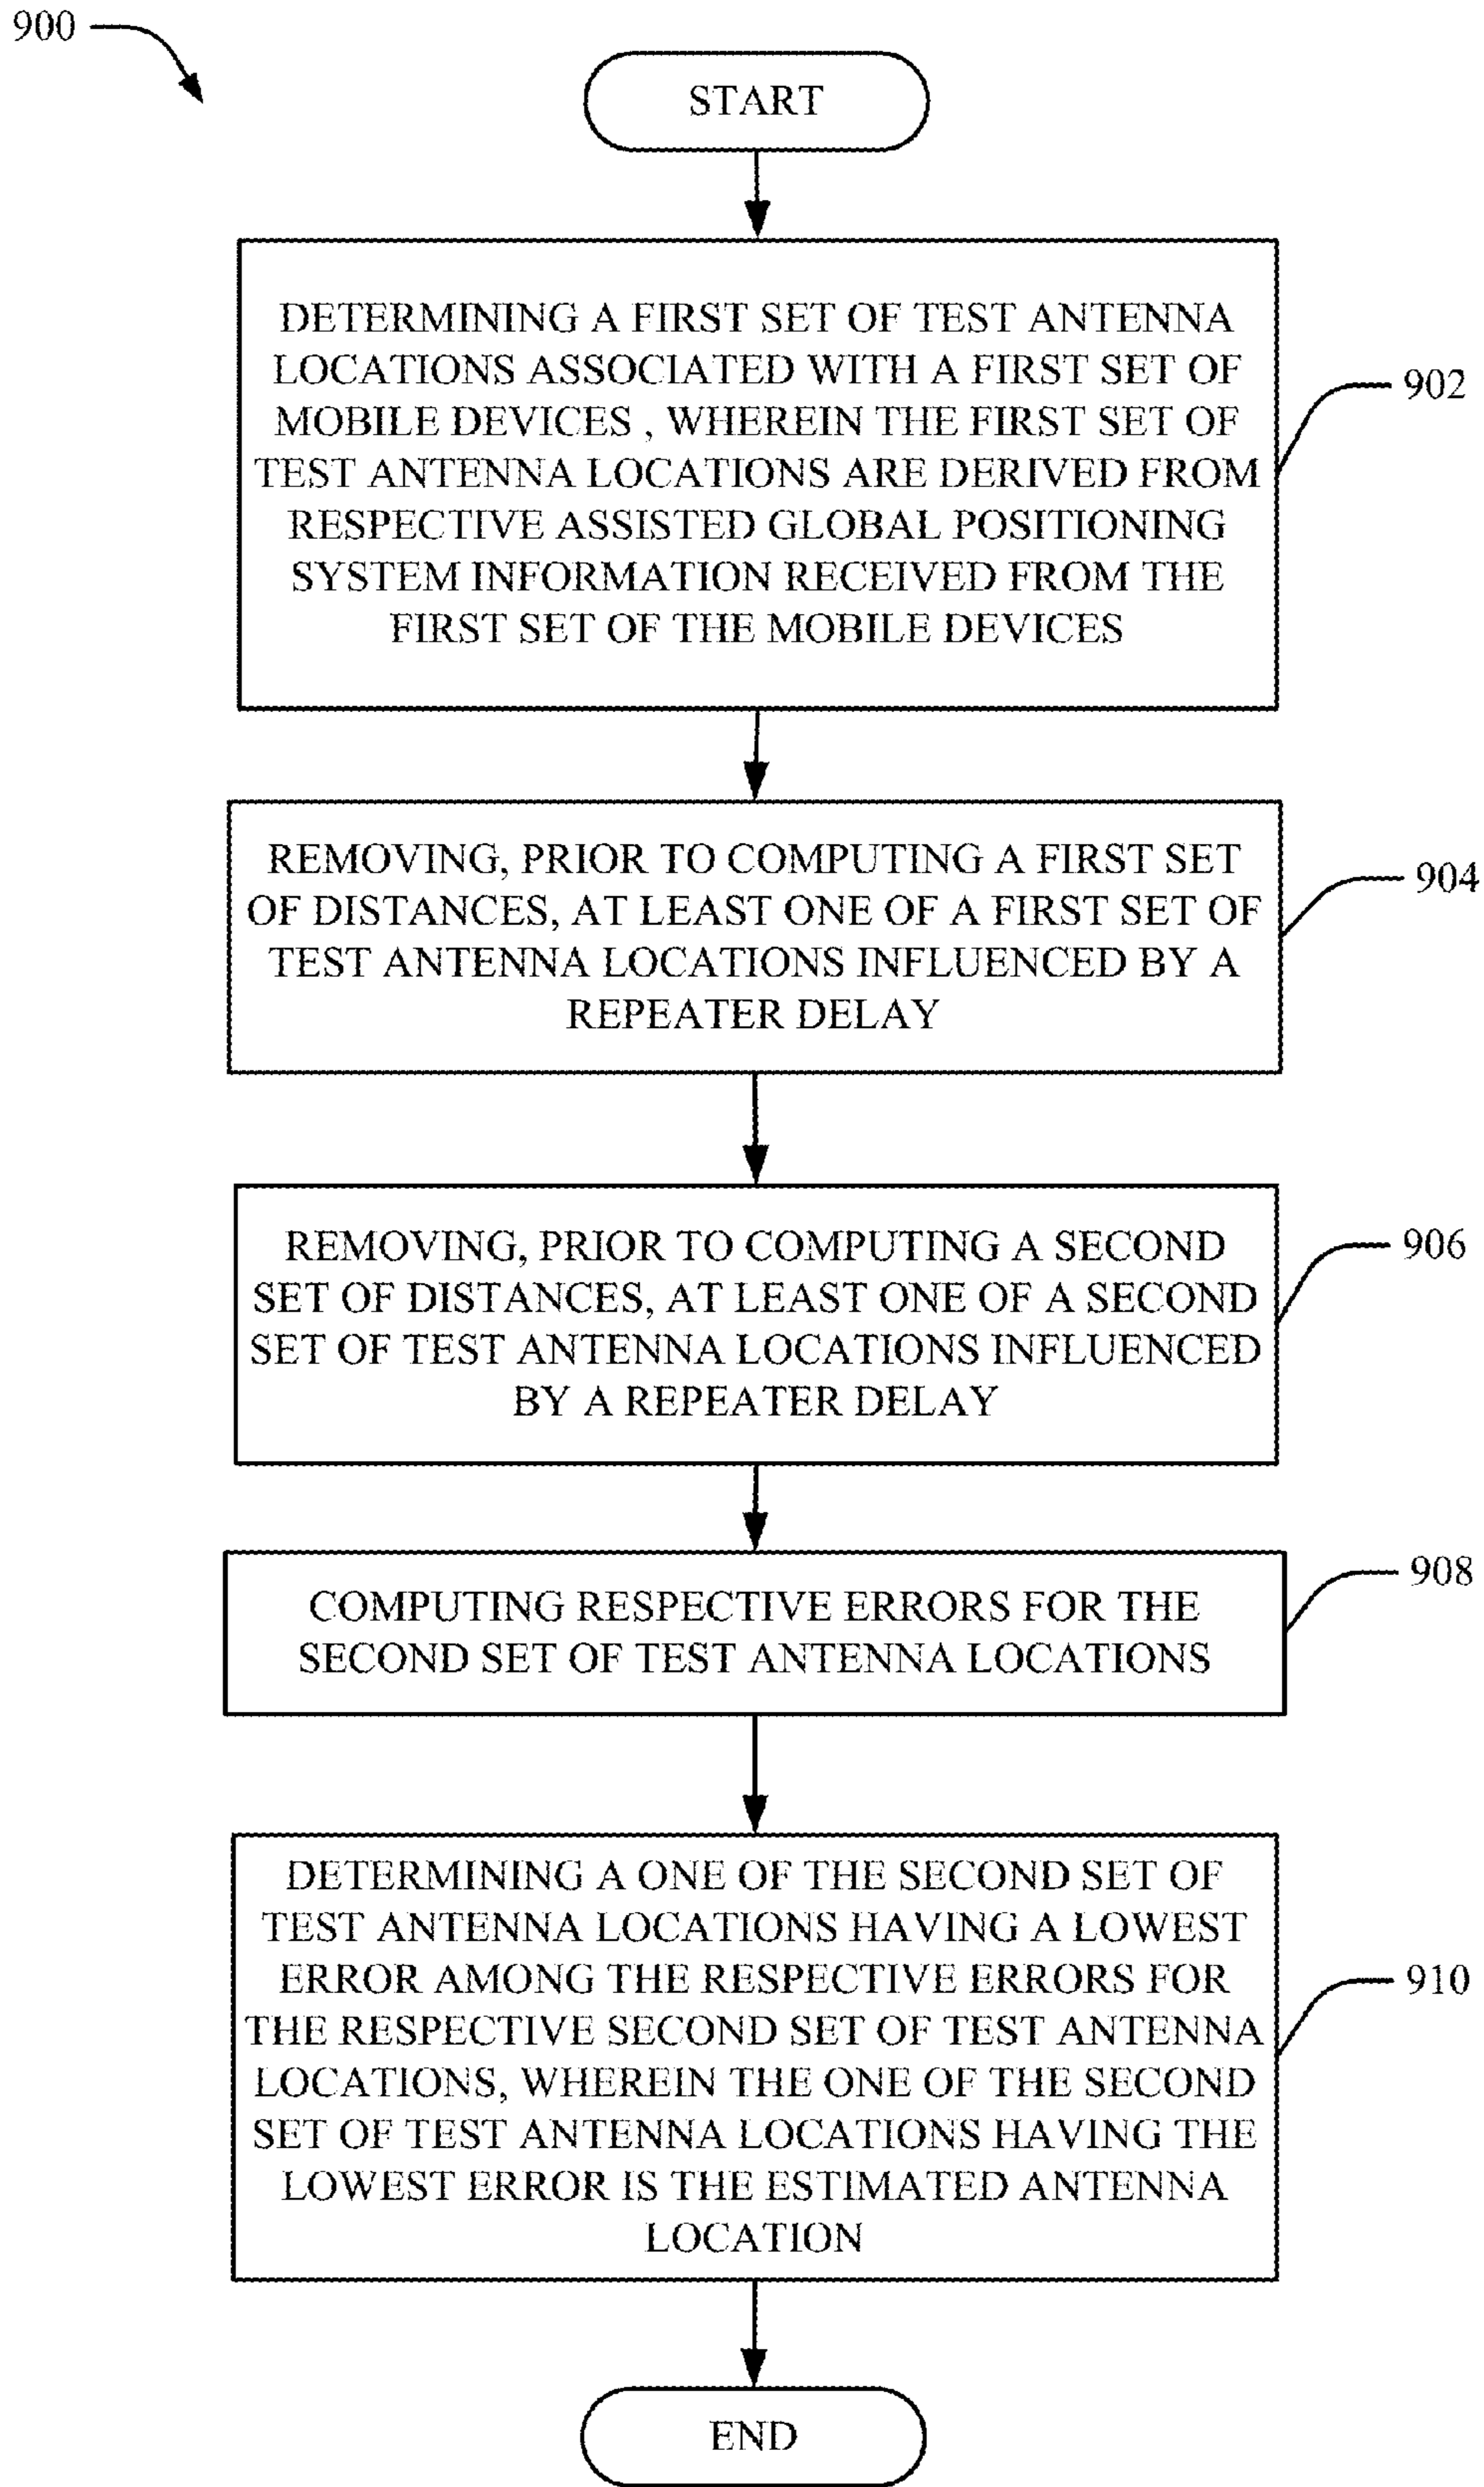 900
START
DETERMINING A FIRST SET OF TEST ANTENNA
LOCATIONS ASSOCIATED WITH A FIRST SET OF
MOBILE DEVICES , WHEREIN THE FIRST SET OF
TEST ANTENNA LOCATIONS ARE DERIVED FROM
RESPECTIVE ASSISTED GLOBAL POSITIONING
SYSTEM INFORMATION RECEIVED FROM THE
FIRST SET OF THE MOBILE DEVICES
902
REMOVING, PRIOR TO COMPUTING A FIRST SET
OF DISTANCES, AT LEAST ONE OF A FIRST SET OF
TEST ANTENNA LOCATIONS INFLUENCED BY A
REPEATER DELAY
904
REMOVING, PRIOR TO COMPUTING A SECOND
SET OF DISTANCES, AT LEAST ONE OF A SECOND
SET OF TEST ANTENNA LOCATIONS INFLUENCED
BY A REPEATER DELAY
906
COMPUTING RESPECTIVE ERRORS FOR THE
SECOND SET OF TEST ANTENNA LOCATIONS
908
DETERMINING A ONE OF THE SECOND SET OF
TEST ANTENNA LOCATIONS HAVING A LOWEST
ERROR AMONG THE RESPECTIVE ERRORS FOR
THE RESPECTIVE SECOND SET OF TEST ANTENNA
LOCATIONS, WHEREIN THE ONE OF THE SECOND
SET OF TEST ANTENNA LOCATIONS HAVING THE
LOWEST ERROR IS THE ESTIMATED ANTENNA
LOCATION
910
END